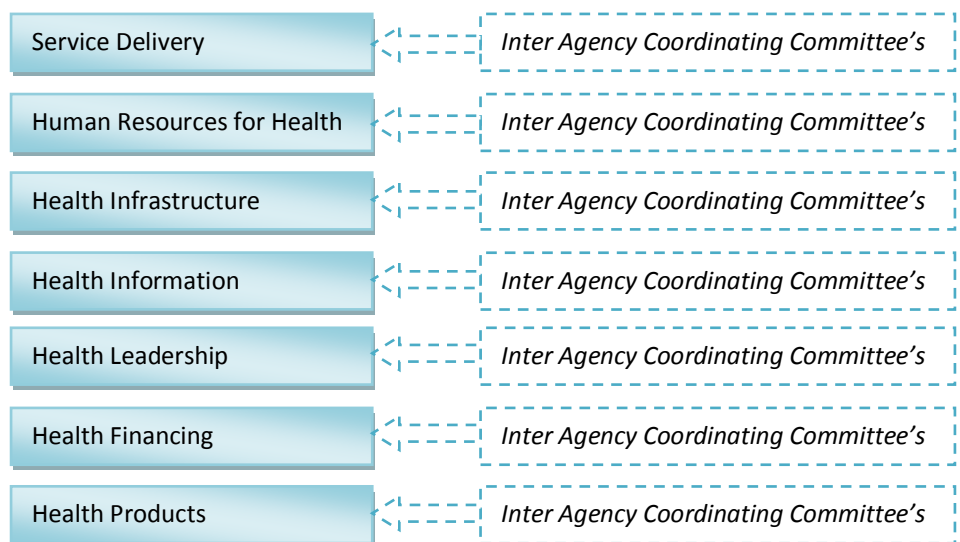 Service Delivery Inter Agency Coordinating Committee’s
Human Resources for Health Inter Agency Coordinating Committee’s
Health Infrastructure Inter Agency Coordinating Committee’s
Health Information Inter Agency Coordinating Committee’s
Health Leadership Inter Agency Coordinating Committee’s
Health Financing Inter Agency Coordinating Committee’s
Health Products Inter Agency Coordinating Committee’s